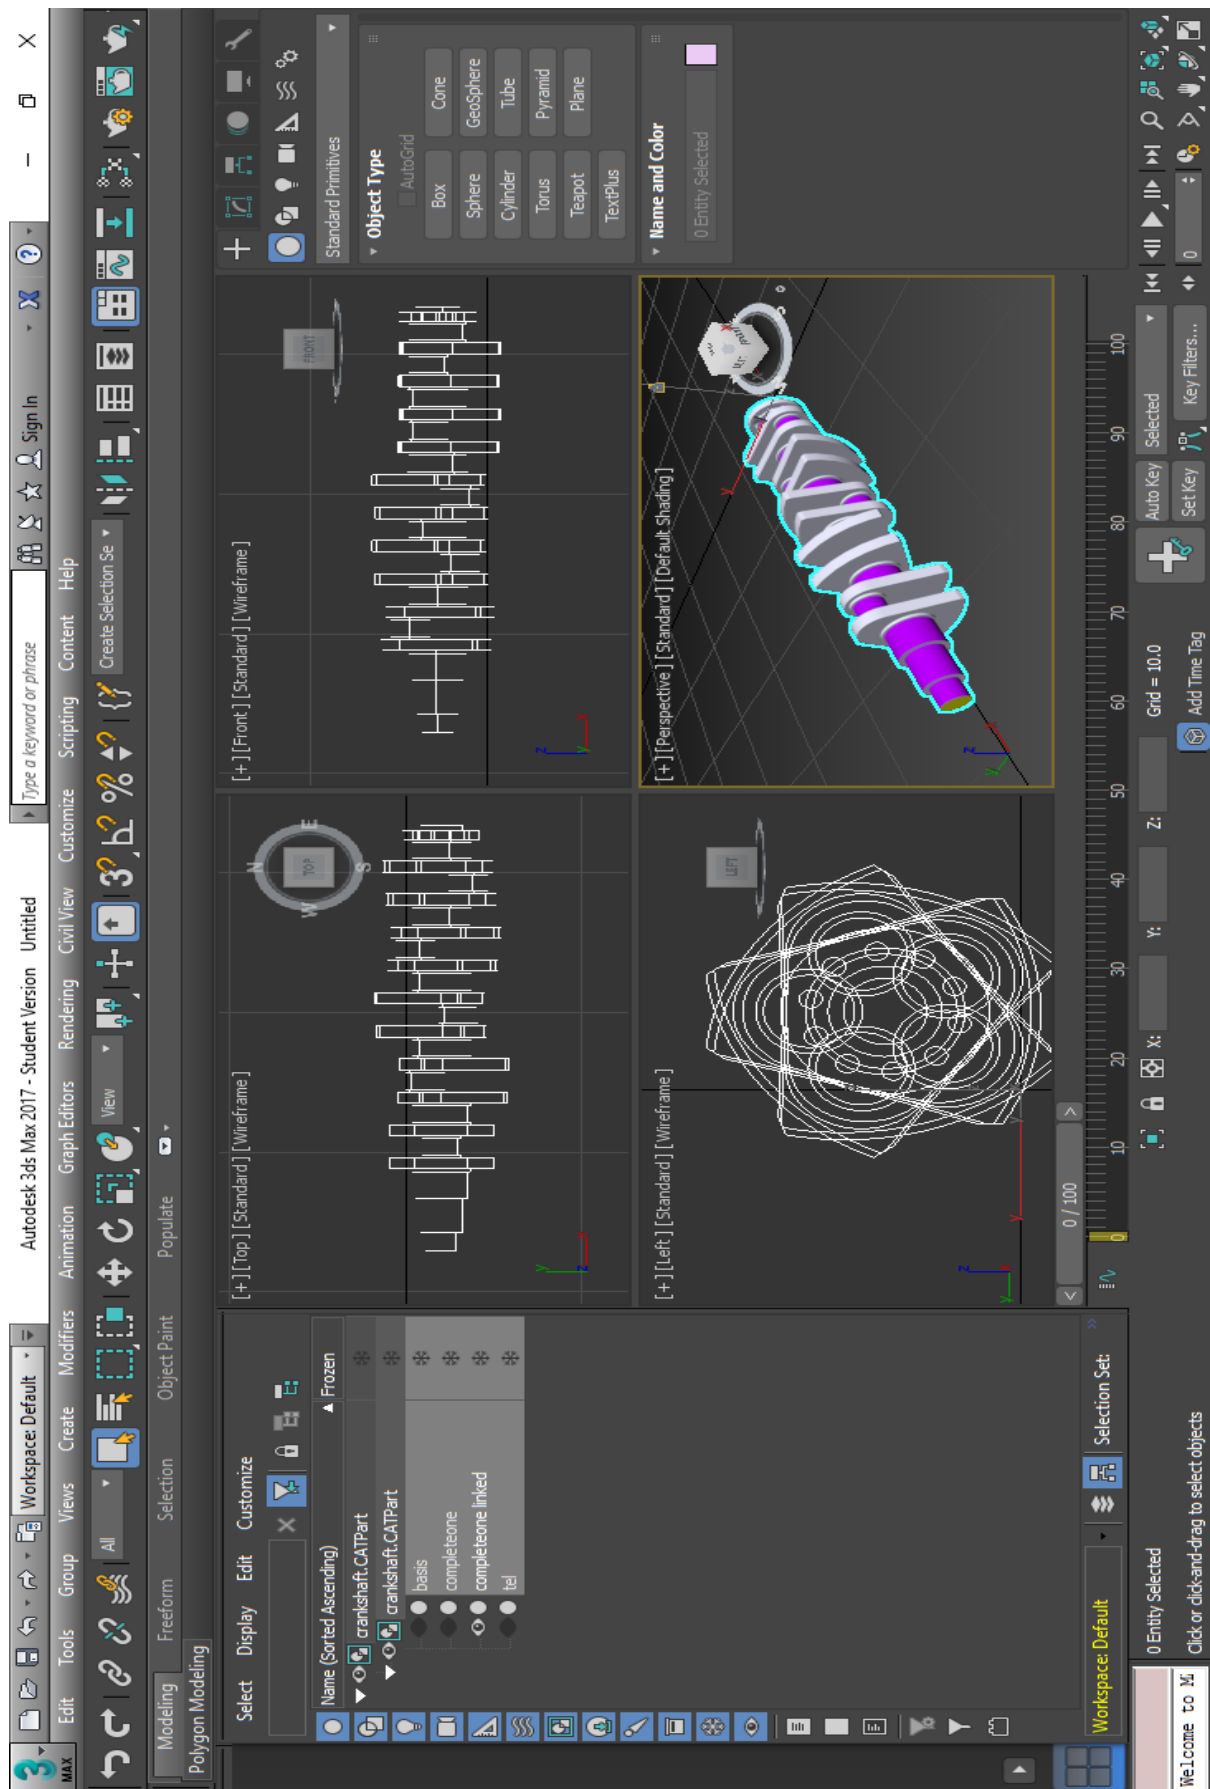 Workspace: Default
Autodesk 3ds Max 2017 - Student Version Untitled
Type a keyword or phrase
Sign In
MAX
Edit Tools Group Views Create Modifiers Animation Graph Editors Rendering Civil View Customize Scripting Content Help
All
View
Create Selection Se
Modeling Freeform Selection Object Paint Populate
Polygon Modeling
Select Display Edit Customize
Name (Sorted Ascending) Frozen
crankshaft.CATPart
crankshaft.CATPart
basis
completeone
completeone linked
tel
Workspace: Default
Selection Set:
[+] [Top] [Standard] [Wireframe]
TOP
N
E
S
W
[+] [Front] [Standard] [Wireframe]
FRONT
[+] [Left] [Standard] [Wireframe]
LEFT
[+] [Perspective] [Standard] [Default Shading]
Standard Primitives
Object Type
AutoGrid
Box Cone
Sphere GeoSphere
Cylinder Tube
Torus Pyramid
Teapot Plane
TextPlus
Name and Color
0 Entity Selected
0 / 100
0 10 20 30 40 50 60 70 80 90 100
0 Entity Selected
X: Y: Z: Grid = 10.0
Auto Key Selected
Welcome to M
Click or click-and-drag to select objects
Add Time Tag
Set Key Key Filters...
0